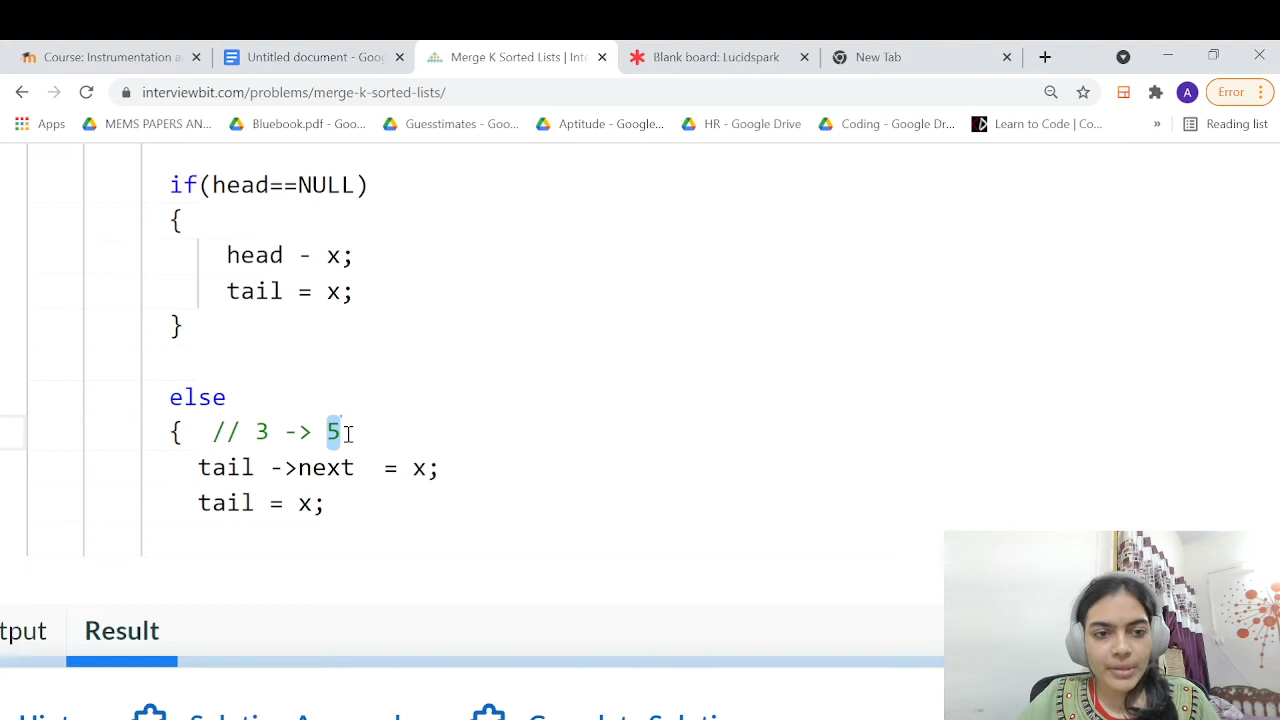 Course: Instrumentation a
Untitled document - Goog
Merge K Sorted Lists | Inte
Blank board: Lucidspark
New Tab
interviewbit.com/problems/merge-k-sorted-lists/
A
Error
Apps
MEMS PAPERS AN...
Bluebook.pdf - Goo...
Guesstimates - Goo...
Aptitude - Google...
HR - Google Drive
Coding - Google Dr...
Learn to Code | Co...
»
Reading list
if(head==NULL)
{
head - x;
tail = x;
}
else
{ // 3 -> 5
tail ->next = x;
tail = x;
tput
Result